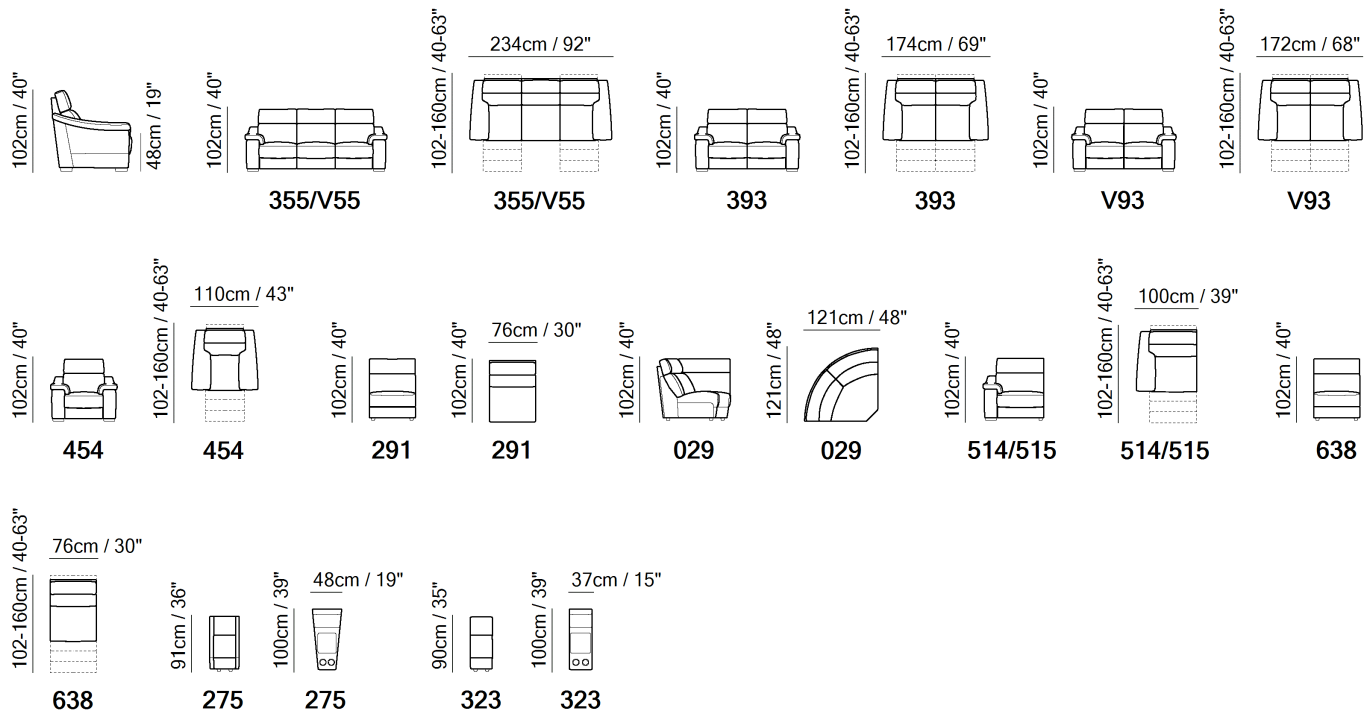 102cm / 40"
48cm / 19"
102cm / 40"
355/V55
102-160cm / 40-63"
234cm / 92"
355/V55
102cm / 40"
393
102-160cm / 40-63"
174cm / 69"
393
102cm / 40"
V93
102-160cm / 40-63"
172cm / 68"
V93
102cm / 40"
454
102-160cm / 40-63"
110cm / 43"
454
102cm / 40"
291
102cm / 40"
76cm / 30"
291
102cm / 40"
029
121cm / 48"
121cm / 48"
029
102cm / 40"
514/515
102-160cm / 40-63"
100cm / 39"
514/515
102cm / 40"
638
102-160cm / 40-63"
76cm / 30"
638
91cm / 36"
275
100cm / 39"
48cm / 19"
275
90cm / 35"
323
100cm / 39"
37cm / 15"
323